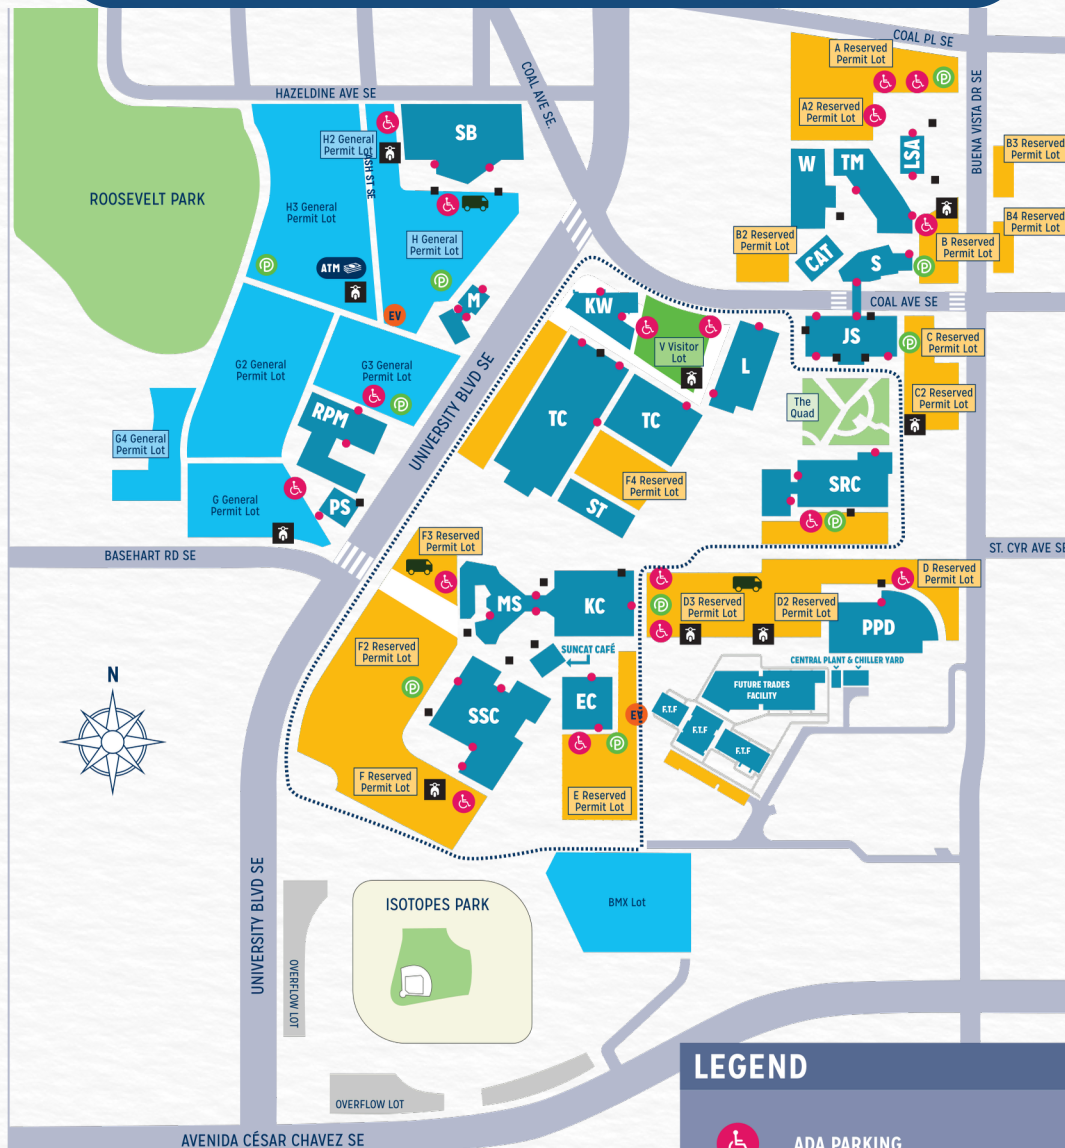 COAL PL SE
A Reserved
Permit Lot
A2 Reserved
Permit Lot
BUENA VISTA DR SE
B3 Reserved
Permit Lot
HAZELDINE AVE SE
COAL AVE SE.
H2 General
Permit Lot
ASH ST SE
SB
W
TM
LSA
ROOSEVELT PARK
H3 General
Permit Lot
H General
Permit Lot
B4 Reserved
Permit Lot
B2 Reserved
Permit Lot
B Reserved
Permit Lot
CAT
S
ATM
EV
M
KW
COAL AVE SE
V Visitor
Lot
L
JS
C Reserved
Permit Lot
G2 General
Permit Lot
G3 General
Permit Lot
UNIVERSITY BLVD SE
RPM
TC
TC
The
Quad
C2 Reserved
Permit Lot
G4 General
Permit Lot
G General
Permit Lot
PS
F4 Reserved
Permit Lot
ST
SRC
BASEHART RD SE
F3 Reserved
Permit Lot
ST. CYR AVE SE
D Reserved
Permit Lot
MS
KC
D3 Reserved
Permit Lot
D2 Reserved
Permit Lot
PPD
F2 Reserved
Permit Lot
SUNCAT CAFÉ
CENTRAL PLANT & CHILLER YARD
N
SSC
EC
EV
FUTURE TRADES
FACILITY
F.T.F
F.T.F
F.T.F
F Reserved
Permit Lot
E Reserved
Permit Lot
UNIVERSITY BLVD SE
ISOTOPES PARK
BMX Lot
OVERFLOW LOT
OVERFLOW LOT
AVENIDA CÉSAR CHAVEZ SE
LEGEND
ADA PARKING